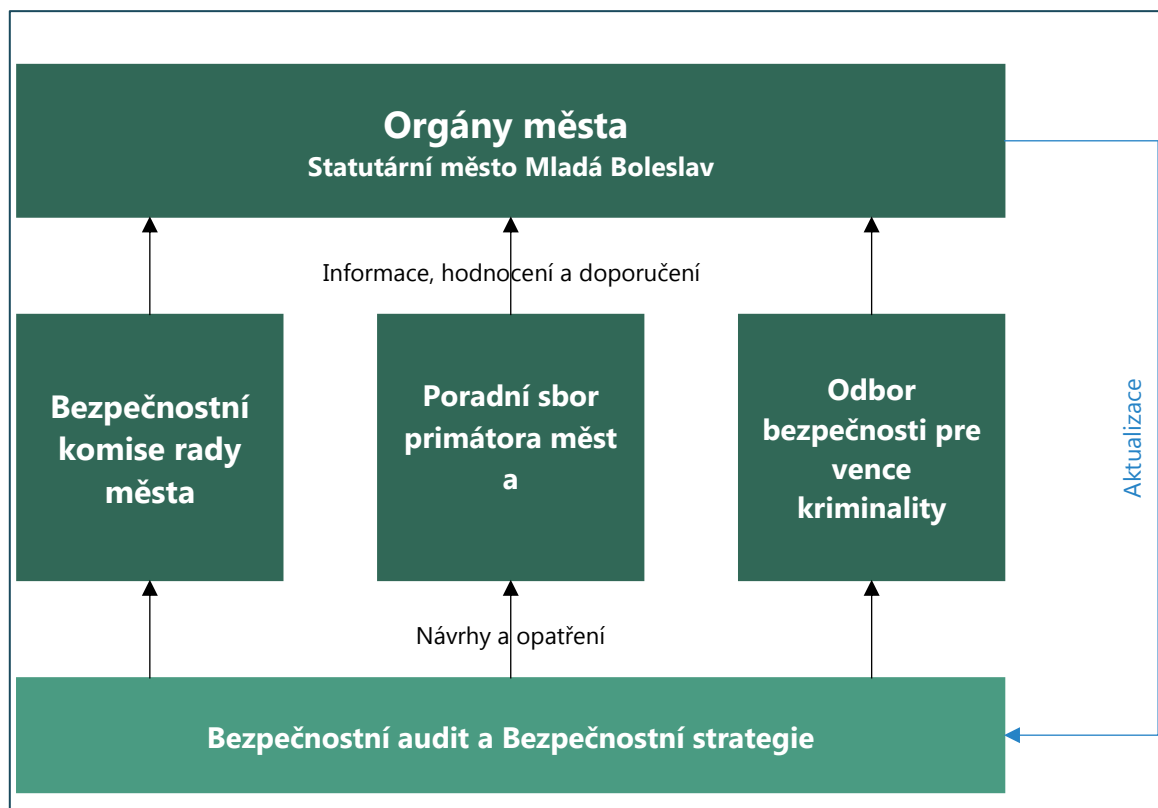 Orgány města
Statutární město Mladá Boleslav
Informace, hodnocení a doporučení
Bezpečnostní
komise rady
města
Poradní sbor
primátora měst
a
Odbor
bezpečnosti pre
vence
kriminality
Aktualizace
Návrhy a opatření
Bezpečnostní audit a Bezpečnostní strategie